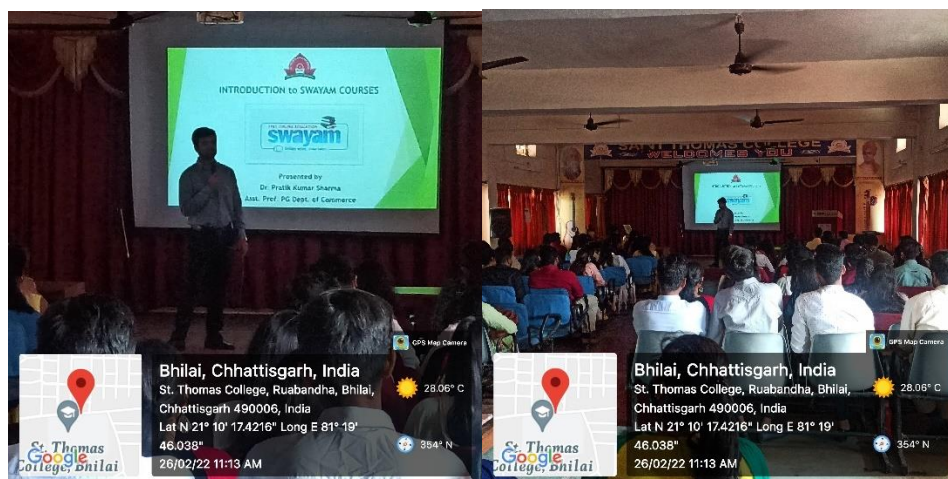 INTRODUCTION to SWAYAM COURSES
FREE ONLINE EDUCATION
swayam
Presented by
Dr. Pratik Kumar Sharma
Asst. Prof. PG Dept. of Commerce
GPS Map Camera
Bhilai, Chhattisgarh, India
St. Thomas College, Ruabandha, Bhilai,
Chhattisgarh 490006, India
Lat N 21° 10' 17.4216" Long E 81° 19'
46.038"
26/02/22 11:13 AM
28.06° C
354° N
St. Thomas
College, Bhilai
Google
SAINT THOMAS COLLEGE
WELCOMES YOU
swayam
GPS Map Camera
Bhilai, Chhattisgarh, India
St. Thomas College, Ruabandha, Bhilai,
Chhattisgarh 490006, India
Lat N 21° 10' 17.4216" Long E 81° 19'
46.038"
26/02/22 11:13 AM
28.06° C
354° N
St. Thomas
College, Bhilai
Google